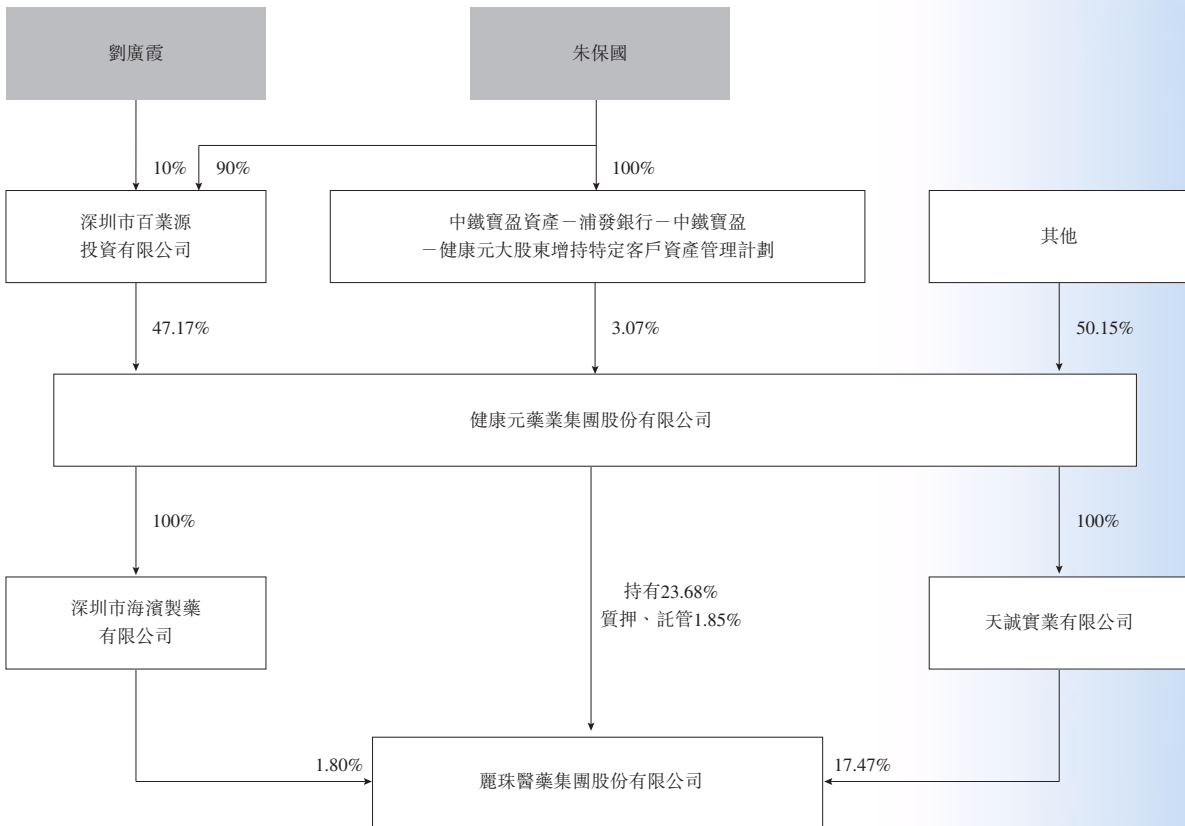 劉廣霞
朱保國
10%
90%
100%
深圳市百業源
投資有限公司
中鐵寶盈資產－浦發銀行－中鐵寶盈
－健康元大股東增持特定客戶資產管理計劃
其他
47.17%
3.07%
50.15%
健康元藥業集團股份有限公司
100%
100%
深圳市海濱製藥
有限公司
持有23.68%
質押、託管1.85%
天誠實業有限公司
1.80%
麗珠醫藥集團股份有限公司
17.47%